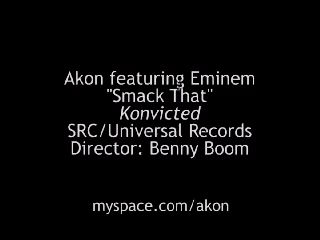 Akon featuring Eminem
"Smack That"
Konvicted
SRC/Universal Records
Director: Benny Boom
myspace.com/akon